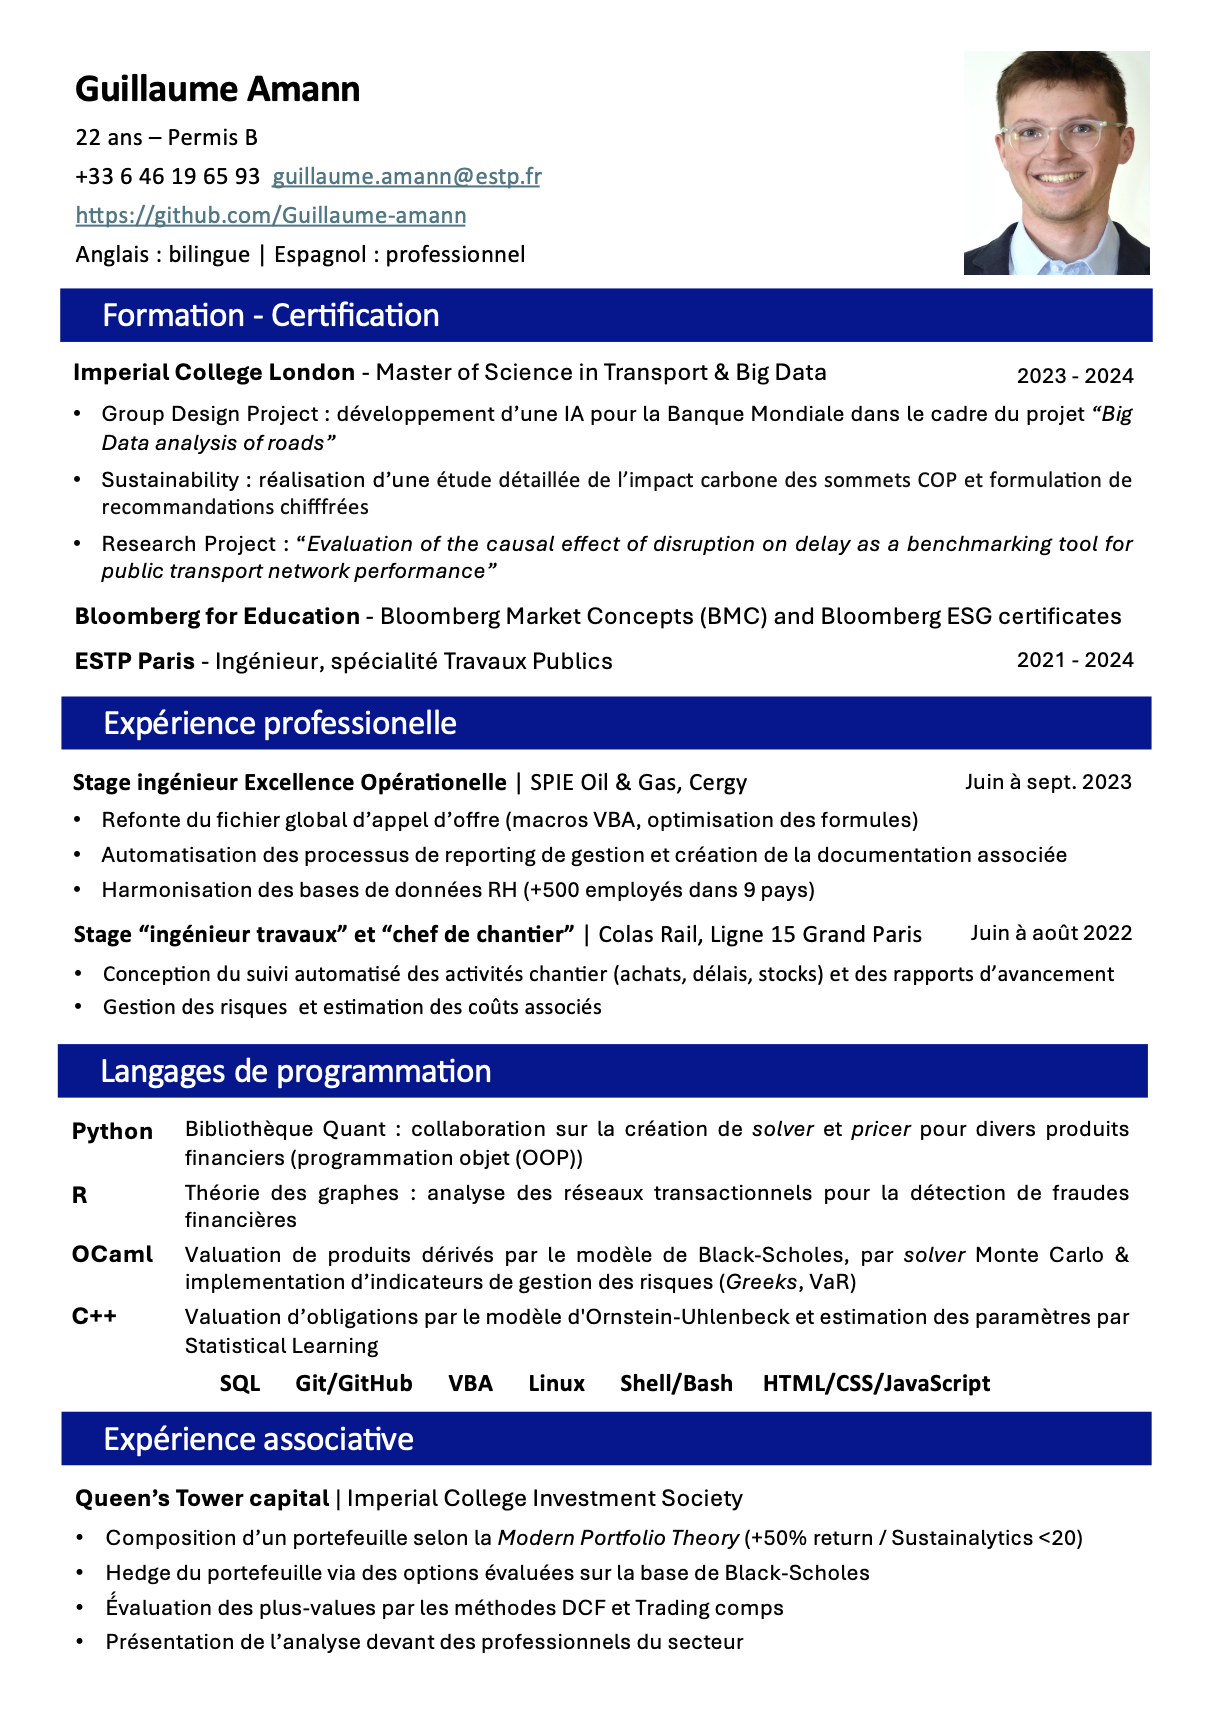 Guillaume Amann
22 ans – Permis B
+33 6 46 19 65 93  guillaume.amann@estp.fr
https://github.com/Guillaume-amann
Anglais : bilingue | Espagnol : professionnel
Formation - Certification
Imperial College London - Master of Science in Transport & Big Data 2023 - 2024
• Group Design Project : développement d’une IA pour la Banque Mondiale dans le cadre du projet “Big
Data analysis of roads”
• Sustainability : réalisation d’une étude détaillée de l’impact carbone des sommets COP et formulation de
recommandations chifffrées
• Research Project : “Evaluation of the causal effect of disruption on delay as a benchmarking tool for
public transport network performance”
Bloomberg for Education - Bloomberg Market Concepts (BMC) and Bloomberg ESG certificates
ESTP Paris - Ingénieur, spécialité Travaux Publics 2021 - 2024
Expérience professionelle
Stage ingénieur Excellence Opérationelle | SPIE Oil & Gas, Cergy Juin à sept. 2023
• Refonte du fichier global d’appel d’offre (macros VBA, optimisation des formules)
• Automatisation des processus de reporting de gestion et création de la documentation associée
• Harmonisation des bases de données RH (+500 employés dans 9 pays)
Stage “ingénieur travaux” et “chef de chantier” | Colas Rail, Ligne 15 Grand Paris Juin à août 2022
• Conception du suivi automatisé des activités chantier (achats, délais, stocks) et des rapports d’avancement
• Gestion des risques  et estimation des coûts associés
Langages de programmation
Python Bibliothèque Quant : collaboration sur la création de solver et pricer pour divers produits
financiers (programmation objet (OOP))
R Théorie des graphes : analyse des réseaux transactionnels pour la détection de fraudes
financières
OCaml Valuation de produits dérivés par le modèle de Black-Scholes, par solver Monte Carlo &
implementation d’indicateurs de gestion des risques (Greeks, VaR)
C++ Valuation d’obligations par le modèle d'Ornstein-Uhlenbeck et estimation des paramètres par
Statistical Learning
SQL Git/GitHub VBA Linux Shell/Bash HTML/CSS/JavaScript
Expérience associative
Queen’s Tower capital | Imperial College Investment Society
• Composition d’un portefeuille selon la Modern Portfolio Theory (+50% return / Sustainalytics <20)
• Hedge du portefeuille via des options évaluées sur la base de Black-Scholes
• É́valuation des plus-values par les méthodes DCF et Trading comps
• Présentation de l’analyse devant des professionnels du secteur